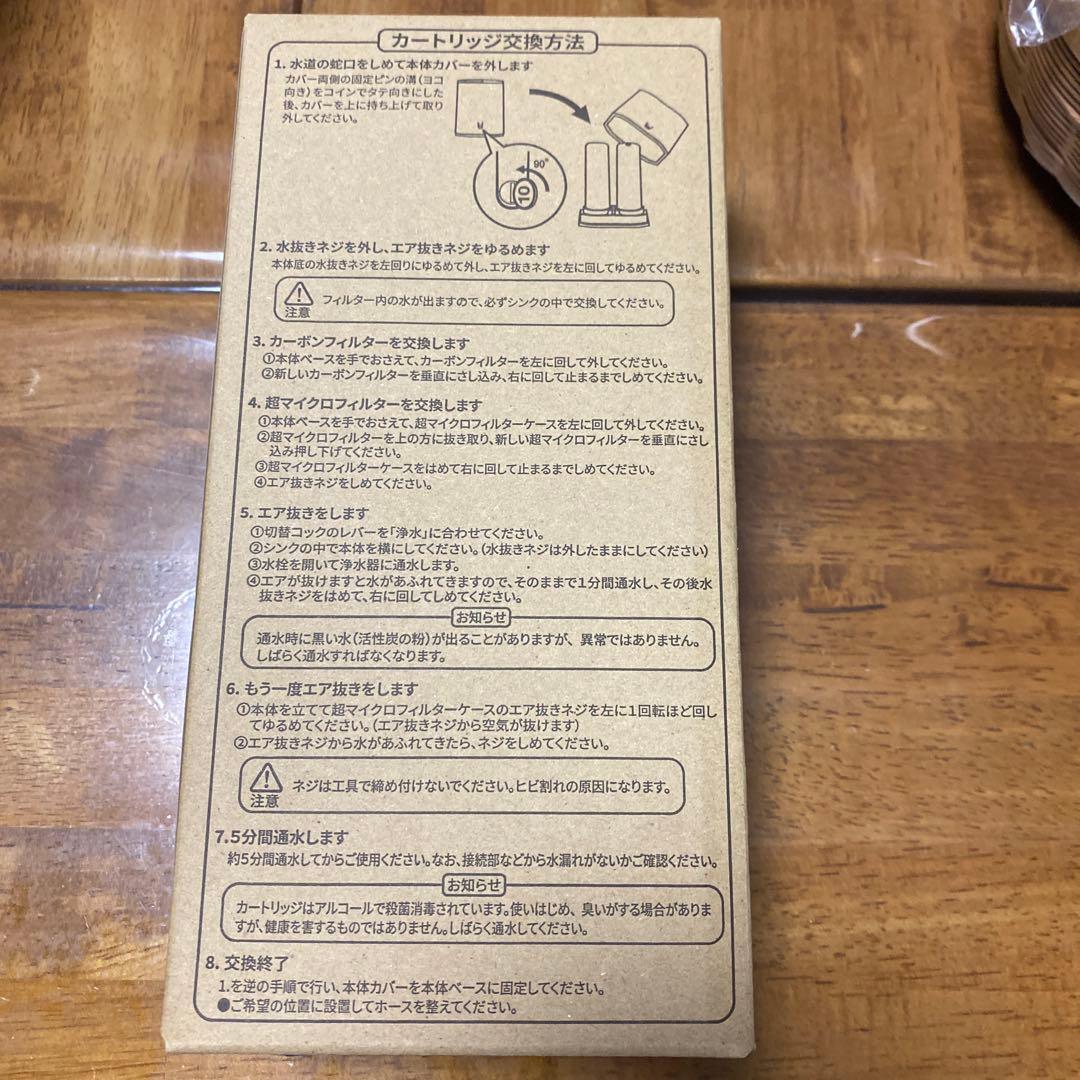 カートリッジ交換方法
1. 水道の蛇口をしめて本体カバーを外します
カバー両側の固定ピンの溝(ヨコ
向き)をコインでタテ向きにした
後、カバーを上に持ち上げて取り
外してください。
90°
10
2. 水抜きネジを外し、エア抜きネジをゆるめます
本体底の水抜きネジを左回りにゆるめて外し、エア抜きネジを左に回してゆるめてください。
注意
フィルター内の水が出ますので、必ずシンクの中で交換してください。
3. カーボンフィルターを交換します
①本体ベースを手でおさえて、カーボンフィルターを左に回して外してください。
②新しいカーボンフィルターを垂直にさし込み、右に回して止まるまでしめてください。
4. 超マイクロフィルターを交換します
①本体ベースを手でおさえて、超マイクロフィルターケースを左に回して外してください。
②超マイクロフィルターを上の方に抜き取り、新しい超マイクロフィルターを垂直にさし
込み押し下げてください。
③超マイクロフィルターケースをはめて右に回して止まるまでしめてください。
④エア抜きネジをしめてください。
5. エア抜きをします
①切替コックのレバーを「浄水」に合わせてください。
②シンクの中で本体を横にしてください。(水抜きネジは外したままにしてください)
③水栓を開いて浄水器に通水します。
④エアが抜けますと水があふれてきますので、そのままで1分間通水し、その後水
抜きネジをはめて、右に回してしめてください。
お知らせ
通水時に黒い水(活性炭の粉)が出ることがありますが、異常ではありません。
しばらく通水すればなくなります。
6. もう一度エア抜きをします
①本体を立てて超マイクロフィルターケースのエア抜きネジを左に1回転ほど回し
てゆるめてください。(エア抜きネジから空気が抜けます)
②エア抜きネジから水があふれてきたら、ネジをしめてください。
注意
ネジは工具で締め付けないでください。ヒビ割れの原因になります。
7.5分間通水します
約5分間通水してからご使用ください。なお、接続部などから水漏れがないかご確認ください。
お知らせ
カートリッジはアルコールで殺菌消毒されています。使いはじめ、臭いがする場合がありま
すが、健康を害するものではありません。しばらく通水してください。
8. 交換終了
1.を逆の手順で行い、本体カバーを本体ベースに固定してください。
●ご希望の位置に設置してホースを整えてください。